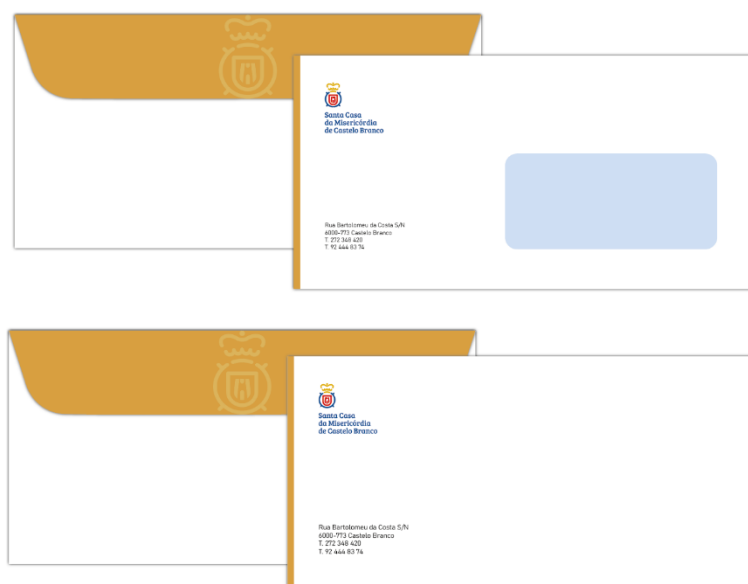 Santa Casa
da Misericórdia
de Castelo Branco
Rua Bartolomeu da Costa S/N
6000-773 Castelo Branco
T. 272 348 420
T. 92 444 83 74
Santa Casa
da Misericórdia
de Castelo Branco
Rua Bartolomeu da Costa S/N
6000-773 Castelo Branco
T. 272 348 420
T. 92 444 83 74